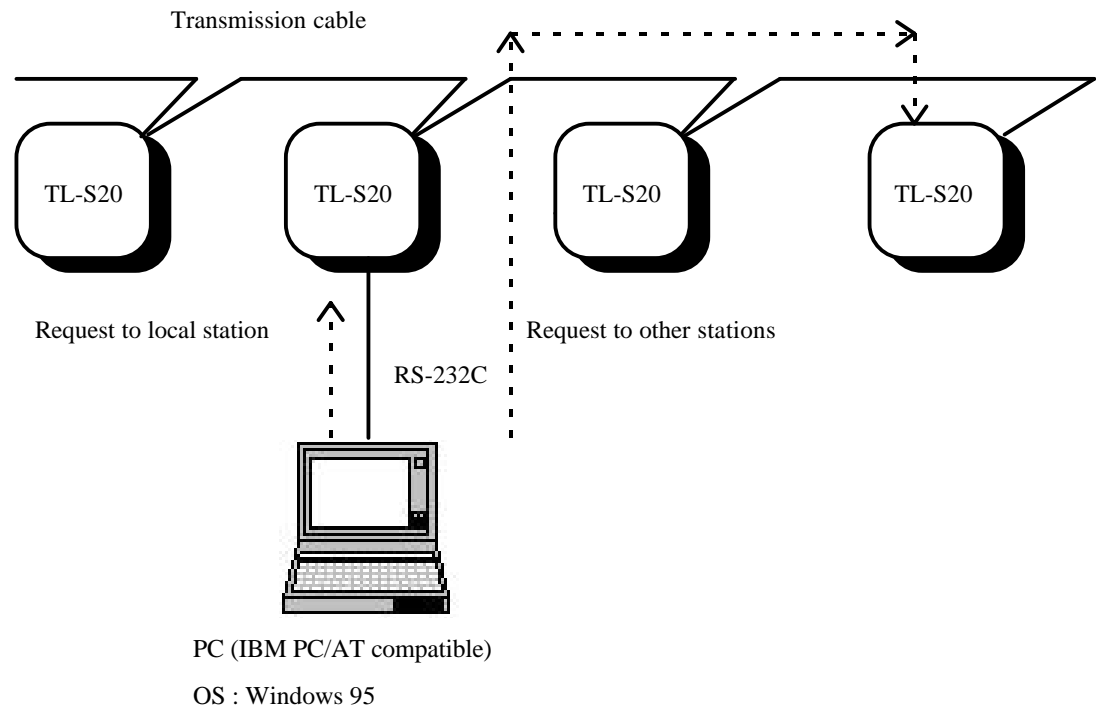 Transmission cable
TL-S20
TL-S20
TL-S20
TL-S20
Request to local station
Request to other stations
RS-232C
PC (IBM PC/AT compatible)
OS : Windows 95